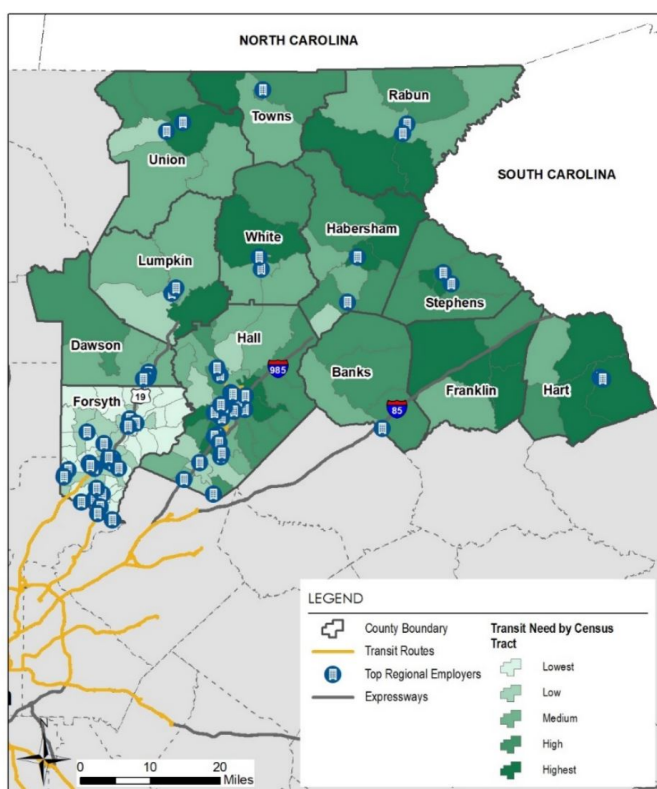 NORTH CAROLINA
Rabun
Towns
Union
SOUTH CAROLINA
Habersham
White
Lumpkin
Stephens
Hall
Dawson
985
Banks
Forsyth
19
Franklin
Hart
85
LEGEND
County Boundary
Transit Routes
Top Regional Employers
Expressways
Transit Need by Census
Tract
Lowest
Low
Medium
High
Highest
N
0 10 20
Miles